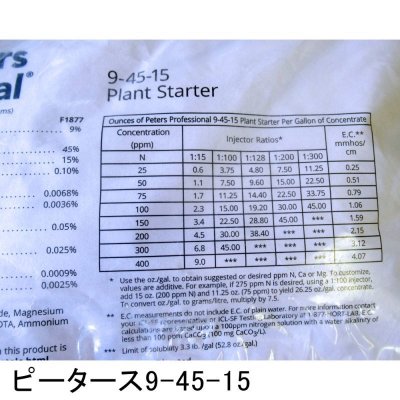 rs
al®
ms)
F1877
9%
45%
15%
0.10%
0.0068%
0.0036%
0.05%
0.025%
0.0009%
0.0025%
de, Magnesium
DTA, Ammonium
9-45-15
Plant Starter
Ounces of Peters Professional 9-45-15 Plant Starter Per Gallon of Concentrate
Concentration (ppm) Injector Ratios* E.C.** mmhos/cm
N 1:15 1:100 1:128 1:200 1:300
25 0.6 3.75 4.80 7.50 11.25 0.25
50 1.1 7.50 9.60 15.00 22.50 0.51
75 1.7 11.25 14.40 22.50 33.75 0.79
100 2.3 15.00 19.20 30.00 45.00 1.06
150 3.4 22.50 28.80 45.00 *** 1.59
200 4.5 30.00 38.40 *** *** 2.15
300 6.8 45.00 *** *** *** 3.12
400 9.0 *** *** *** *** 4.07
* Use the oz./gal. to obtain suggested or desired ppm N, Ca or Mg. To customize,
values are additive. For example, if 275 ppm N is desired, using a 1:100 injector,
add 15 oz. (200 ppm N) and 11.25 oz. (75 ppm) to yield 26.25 oz./gal. concentrate.
To convert oz./gal. to grams/litre, multiply by 7.5.
** E.C. measurements do not include E.C. of plain water. For more information contact
less than 100 ppm CaCO₃ (100 mg CaCO₃/L).
*** Limit of solubility 3.3 lb./gal. (52.8 oz./gal.)
ピータース9-45-15